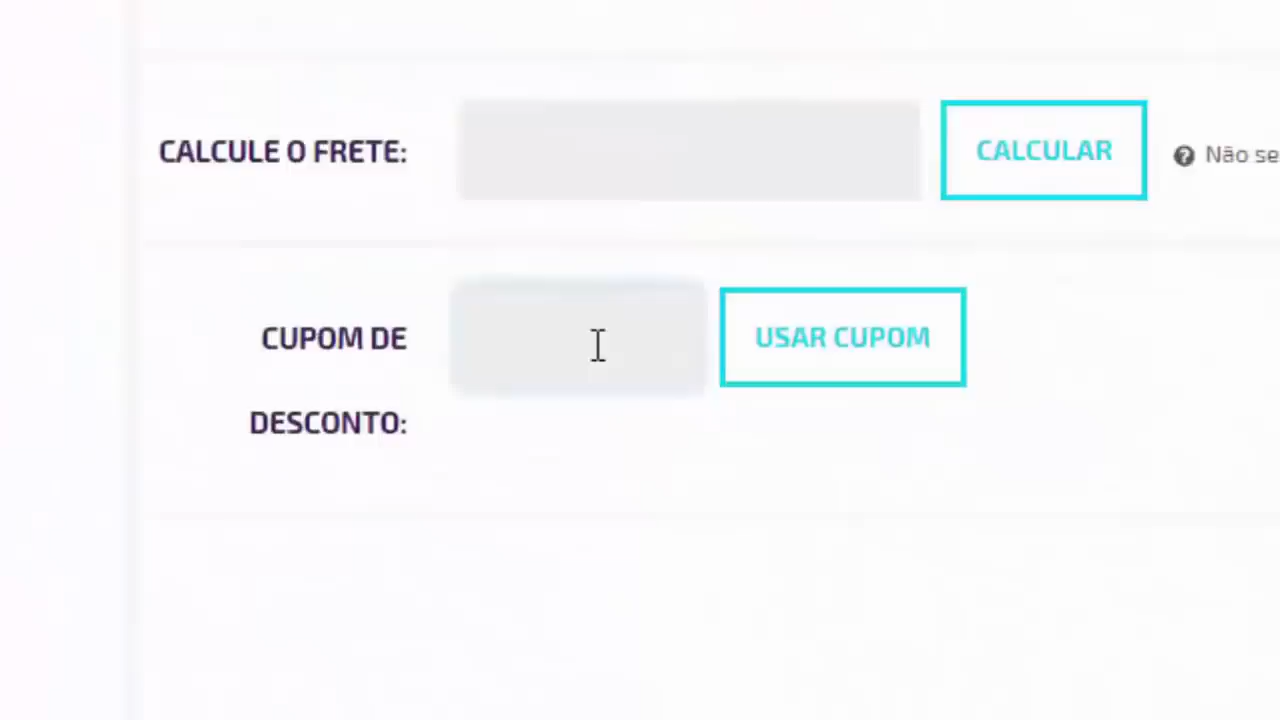 CALCULE O FRETE:
CALCULAR
Não se
CUPOM DE
USAR CUPOM
DESCONTO: